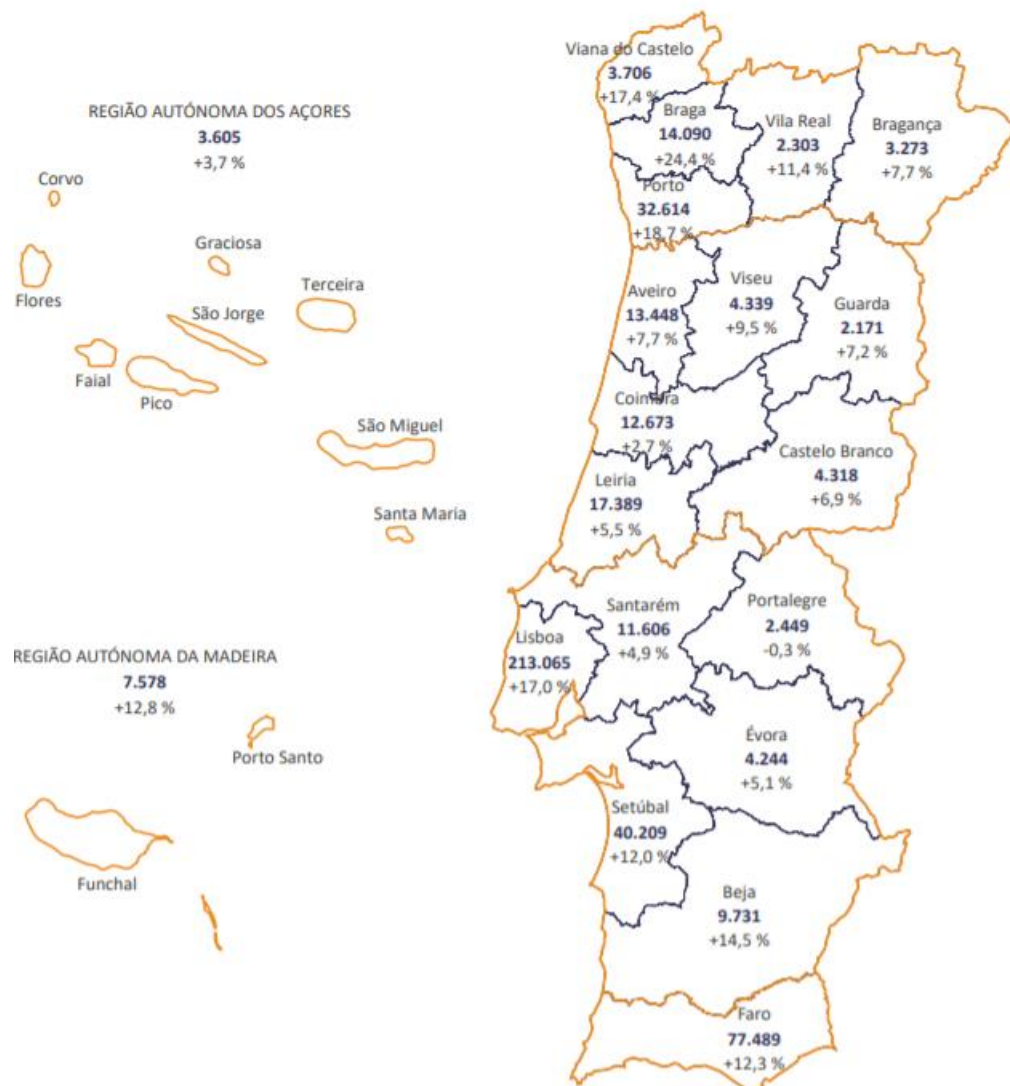 Viana do Castelo
3.706
+17,4 %
Braga
14.090
+24,4 %
Vila Real
2.303
+11,4 %
Bragança
3.273
+7,7 %
Porto
32.614
+18,7 %
REGIÃO AUTÓNOMA DOS AÇORES
3.605
+3,7 %
Corvo
Graciosa
Flores
Terceira
São Jorge
Faial
Pico
São Miguel
Santa Maria
Aveiro
13.448
+7,7 %
Viseu
4.339
+9,5 %
Guarda
2.171
+7,2 %
Coimbra
12.673
+2,7 %
Castelo Branco
4.318
+6,9 %
Leiria
17.389
+5,5 %
Santarém
11.606
+4,9 %
Portalegre
2.449
-0,3 %
Lisboa
213.065
+17,0 %
REGIÃO AUTÓNOMA DA MADEIRA
7.578
+12,8 %
Porto Santo
Funchal
Évora
4.244
+5,1 %
Setúbal
40.209
+12,0 %
Beja
9.731
+14,5 %
Faro
77.489
+12,3 %